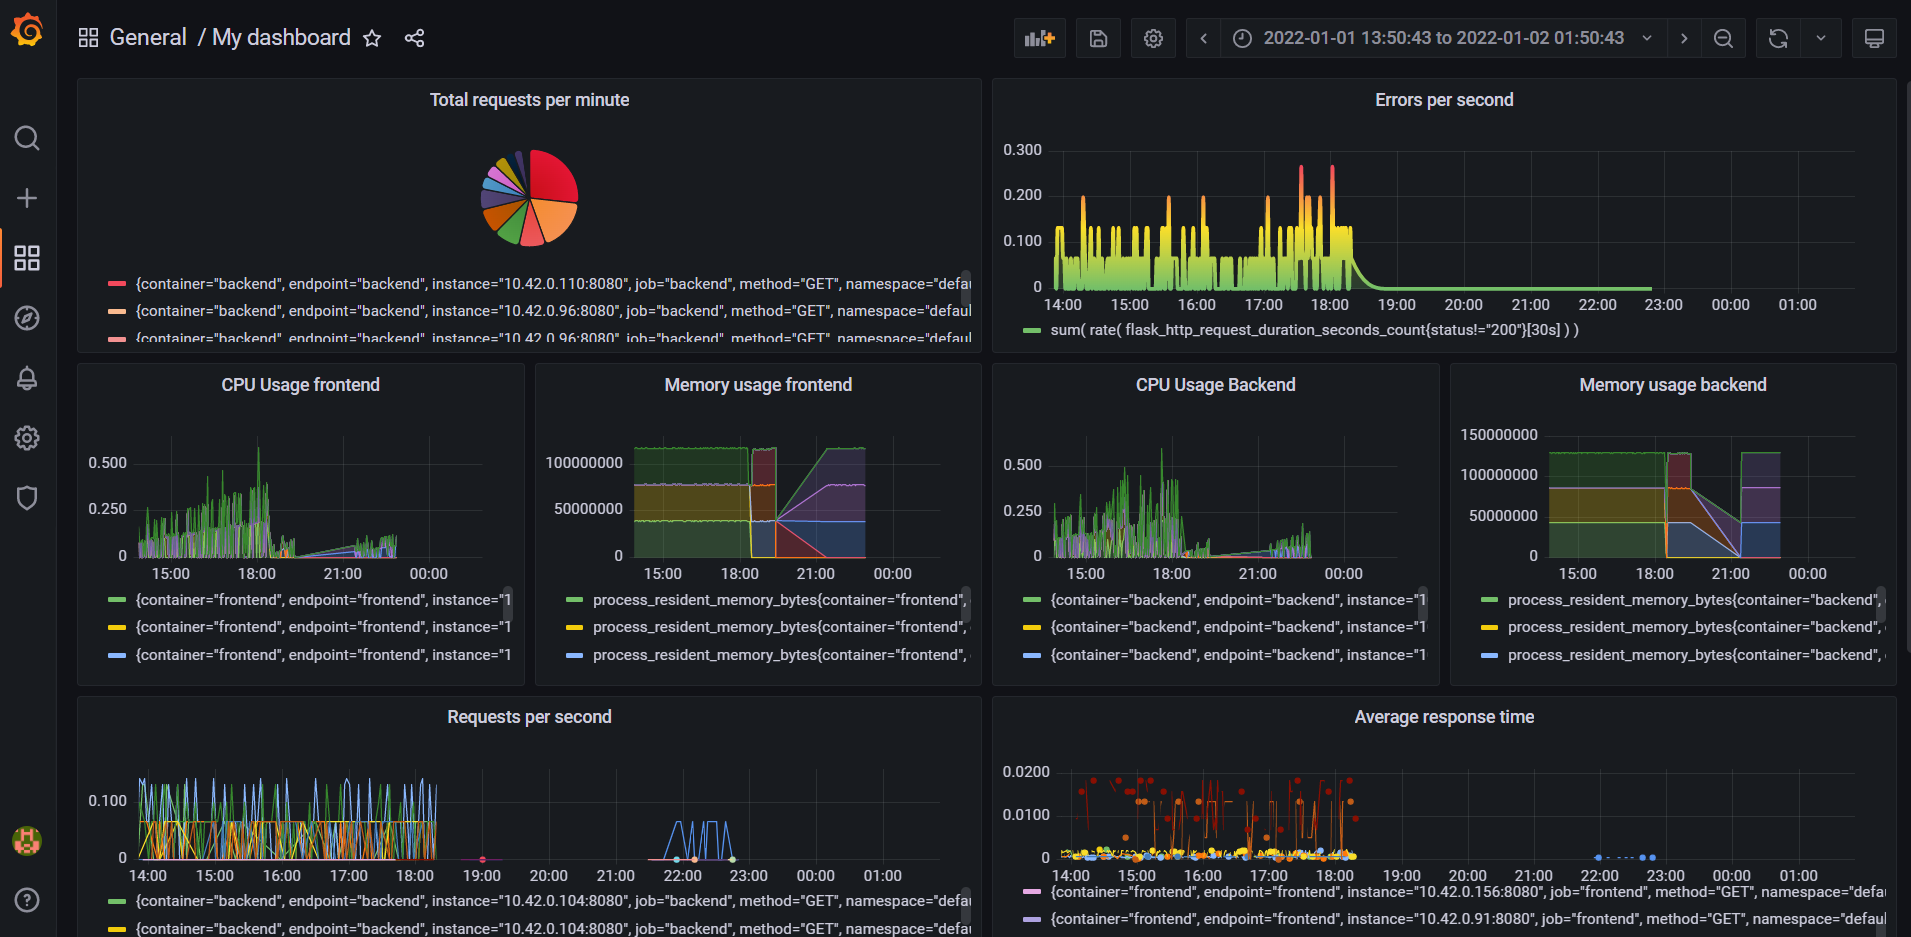 General / My dashboard
2022-01-01 13:50:43 to 2022-01-02 01:50:43
Total requests per minute
{container="backend", endpoint="backend", instance="10.42.0.110:8080", job="backend", method="GET", namespace="defau
{container="backend", endpoint="backend", instance="10.42.0.96:8080", job="backend", method="GET", namespace="defaul
{container="backend", endpoint="backend", instance="10.42.0.96:8080", job="backend", method="GET", namespace="defaul
Errors per second
0.300
0.200
0.100
0
14:00 15:00 16:00 17:00 18:00 19:00 20:00 21:00 22:00 23:00 00:00 01:00
sum( rate( flask_http_request_duration_seconds_count{status!="200"}[30s] ) )
CPU Usage frontend
0.500
0.250
0
15:00 18:00 21:00 00:00
{container="frontend", endpoint="frontend", instance="1
{container="frontend", endpoint="frontend", instance="1
{container="frontend", endpoint="frontend", instance="1
Memory usage frontend
100000000
50000000
0
15:00 18:00 21:00 00:00
process_resident_memory_bytes{container="frontend",
process_resident_memory_bytes{container="frontend",
process_resident_memory_bytes{container="frontend",
CPU Usage Backend
0.500
0.250
0
15:00 18:00 21:00 00:00
{container="backend", endpoint="backend", instance="1
{container="backend", endpoint="backend", instance="10
{container="backend", endpoint="backend", instance="10
Memory usage backend
150000000
100000000
50000000
0
15:00 18:00 21:00 00:00
process_resident_memory_bytes{container="backend",
process_resident_memory_bytes{container="backend",
process_resident_memory_bytes{container="backend",
Requests per second
0.100
0
14:00 15:00 16:00 17:00 18:00 19:00 20:00 21:00 22:00 23:00 00:00 01:00
{container="backend", endpoint="backend", instance="10.42.0.104:8080", job="backend", method="GET", namespace="defau
{container="backend", endpoint="backend", instance="10.42.0.104:8080", job="backend", method="GET", namespace="defau
Average response time
0.0200
0.0100
0
14:00 15:00 16:00 17:00 18:00 19:00 20:00 21:00 22:00 23:00 00:00 01:00
{container="frontend", endpoint="frontend", instance="10.42.0.156:8080", job="frontend", method="GET", namespace="defau
{container="frontend", endpoint="frontend", instance="10.42.0.91:8080", job="frontend", method="GET", namespace="defaul